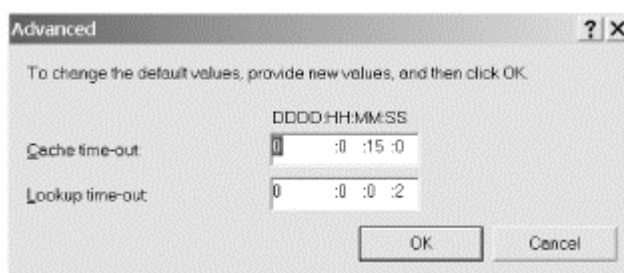 Advanced
To change the default values, provide new values, and then click OK.
DDDD:HH:MM:SS
Cache time-out: 0 :0 :15 :0
Lookup time-out: 0 :0 :0 :2
OK Cancel